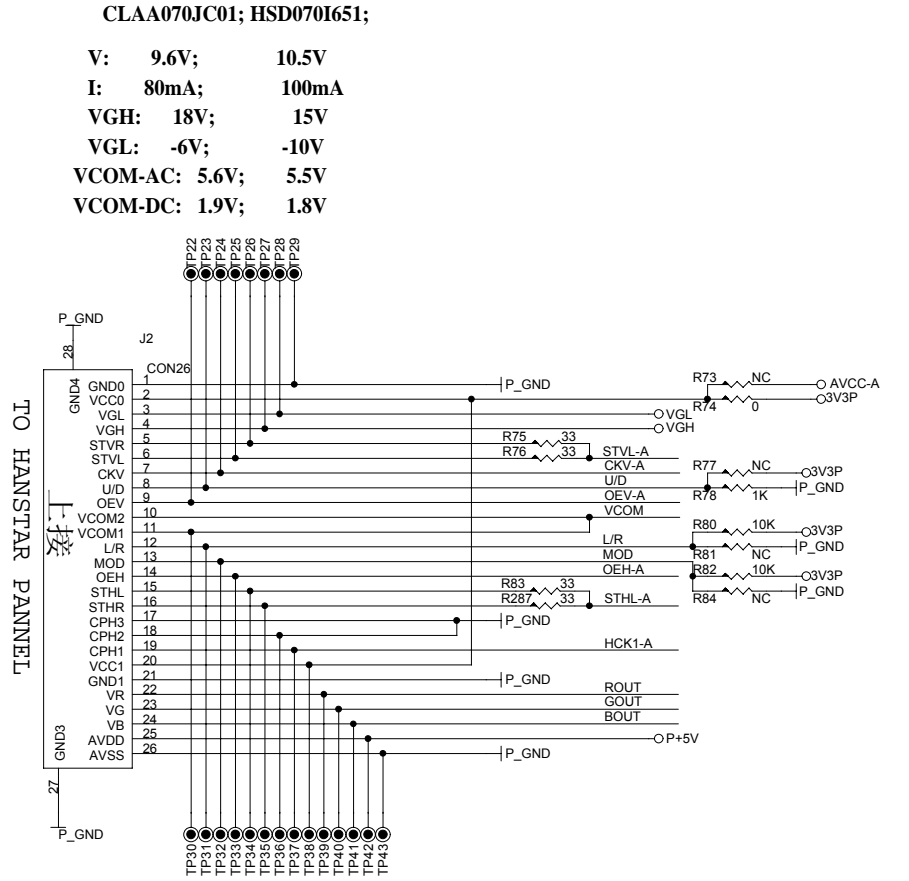 CLAA070JC01; HSD070I651;
V: 9.6V; 10.5V
I: 80mA; 100mA
VGH: 18V; 15V
VGL: -6V; -10V
VCOM-AC: 5.6V; 5.5V
VCOM-DC: 1.9V; 1.8V
TP22
TP23
TP24
TP25
TP26
TP27
TP28
TP29
P_GND
28
J2
CON26
GND4
TO HANSTAR PANNEL
上接
GND0 1 P_GND
VCC0 2
R73 NC AVCC-A
R74 0 3V3P
VGL 3 VGL
VGH 4 VGH
STVR 5 R75 33
STVL 6 R76 33 STVL-A
CKV 7 CKV-A
R77 NC 3V3P
U/D 8 U/D
R78 1K P_GND
OEV 9 OEV-A
VCOM2 10 VCOM
VCOM1 11
R80 10K 3V3P
L/R 12 L/R
R81 NC P_GND
MOD 13 MOD
OEH 14 OEH-A
R82 10K 3V3P
STHL 15 R83 33
R84 NC P_GND
STHR 16 R287 33 STHL-A
CPH3 17 P_GND
CPH2 18
CPH1 19 HCK1-A
VCC1 20
GND1 21 P_GND
VR 22 ROUT
VG 23 GOUT
VB 24 BOUT
AVDD 25 P+5V
AVSS 26 P_GND
GND3
27
P_GND
TP30
TP31
TP32
TP33
TP34
TP35
TP36
TP37
TP38
TP39
TP40
TP41
TP42
TP43